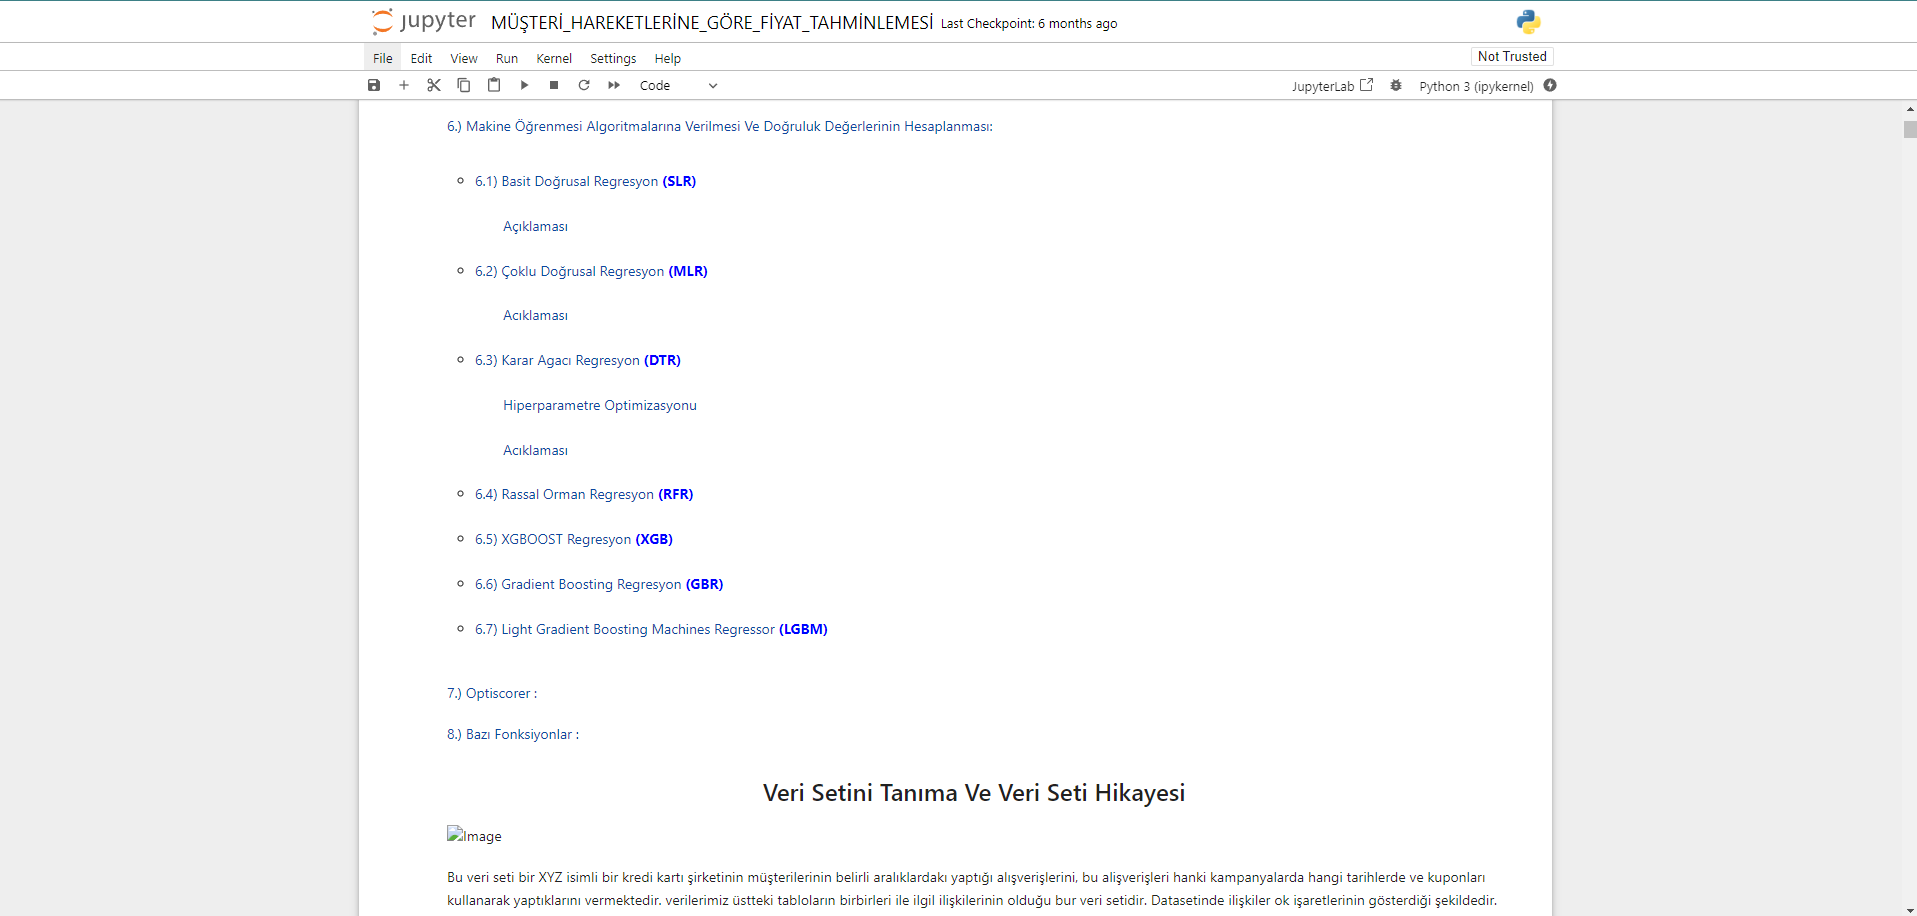 jupyter MÜŞTERİ_HAREKETLERİNE_GÖRE_FİYAT_TAHMİNLEMESİ Last Checkpoint: 6 months ago
File Edit View Run Kernel Settings Help Not Trusted
Code JupyterLab Python 3 (ipykernel)
6.) Makine Öğrenmesi Algoritmalarına Verilmesi Ve Doğruluk Değerlerinin Hesaplanması:
6.1) Basit Doğrusal Regresyon (SLR)
Açıklaması
6.2) Çoklu Doğrusal Regresyon (MLR)
Acıklaması
6.3) Karar Agacı Regresyon (DTR)
Hiperparametre Optimizasyonu
Acıklaması
6.4) Rassal Orman Regresyon (RFR)
6.5) XGBOOST Regresyon (XGB)
6.6) Gradient Boosting Regresyon (GBR)
6.7) Light Gradient Boosting Machines Regressor (LGBM)
7.) Optiscorer :
8.) Bazı Fonksiyonlar :
Veri Setini Tanıma Ve Veri Seti Hikayesi
Image
Bu veri seti bir XYZ isimli bir kredi kartı şirketinin müşterilerinin belirli aralıklardakı yaptığı alışverişlerini, bu alişverişleri hanki kampanyalarda hangi tarihlerde ve kuponları
kullanarak yaptıklarını vermektedir. verilerimiz üstteki tabloların birbirleri ile ilgil ilişkilerinin olduğu bur veri setidir. Datasetinde ilişkiler ok işaretlerinin gösterdiği şekildedir.